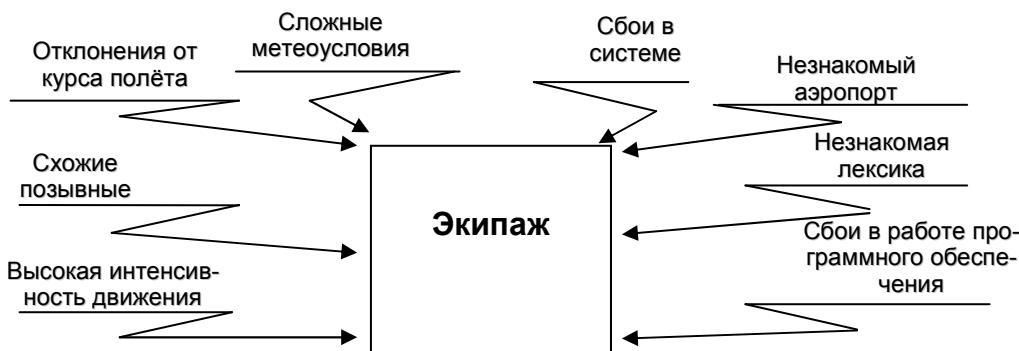 Отклонения от
курса полёта
Сложные
метеоусловия
Сбои в
системе
Незнакомый
аэропорт
Схожие
позывные
Экипаж
Незнакомая
лексика
Высокая интенсив-
ность движения
Сбои в работе про-
граммного обеспе-
чения